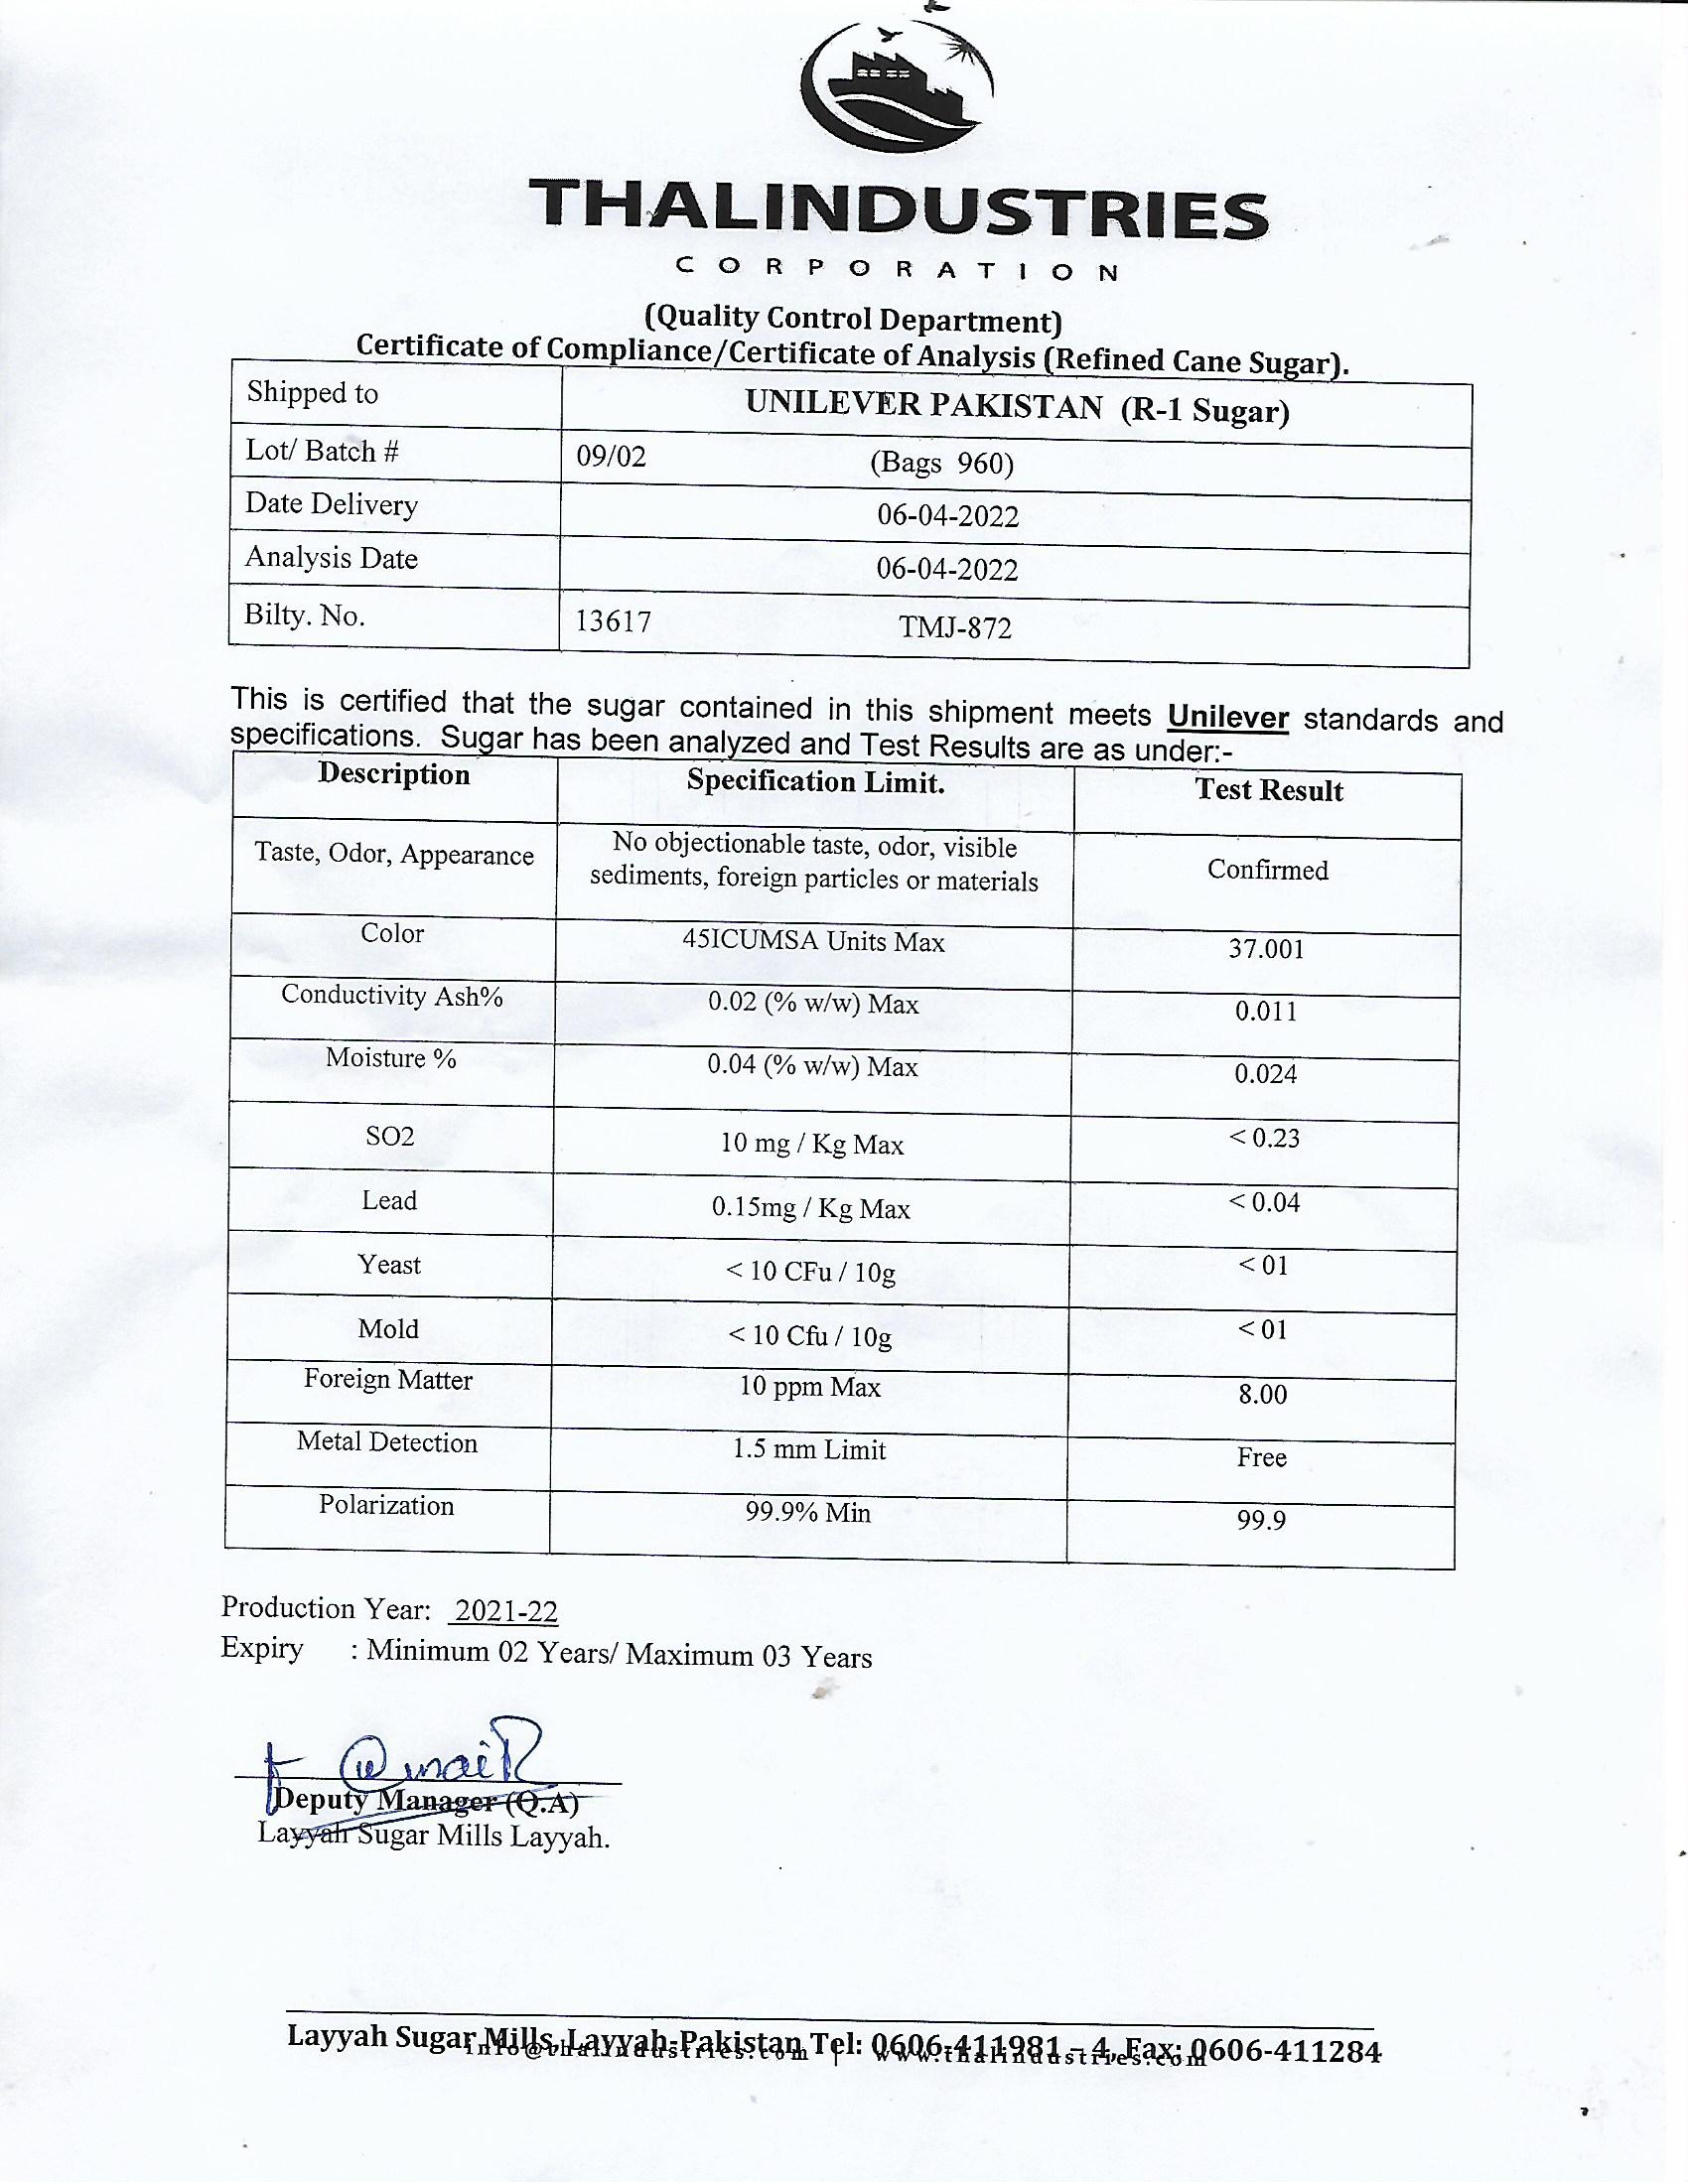 THALINDUSTRIES
CORPORATION
(Quality Control Department)
Certificate of Compliance/Certificate of Analysis (Refined Cane Sugar).
Shipped to UNILEVER PAKISTAN (R-1 Sugar)
Lot/ Batch # 09/02 (Bags 960)
Date Delivery 06-04-2022
Analysis Date 06-04-2022
Bilty. No. 13617 TMJ-872
This is certified that the sugar contained in this shipment meets Unilever standards and
specifications. Sugar has been analyzed and Test Results are as under:-
Description Specification Limit. Test Result
Taste, Odor, Appearance No objectionable taste, odor, visible
sediments, foreign particles or materials Confirmed
Color 45ICUMSA Units Max 37.001
Conductivity Ash% 0.02 (% w/w) Max 0.011
Moisture % 0.04 (% w/w) Max 0.024
SO2 10 mg / Kg Max < 0.23
Lead 0.15mg / Kg Max < 0.04
Yeast < 10 CFu / 10g < 01
Mold < 10 Cfu / 10g < 01
Foreign Matter 10 ppm Max 8.00
Metal Detection 1.5 mm Limit Free
Polarization 99.9% Min 99.9
Production Year: 2021-22
Expiry : Minimum 02 Years/ Maximum 03 Years
Deputy Manager (Q.A)
Layyah Sugar Mills Layyah.
Layyah Sugar Mills, Layyah-Pakistan Tel: 0606-411981 – 4, Fax: 0606-411284
info@thalindustries.com | www.thalindustries.com